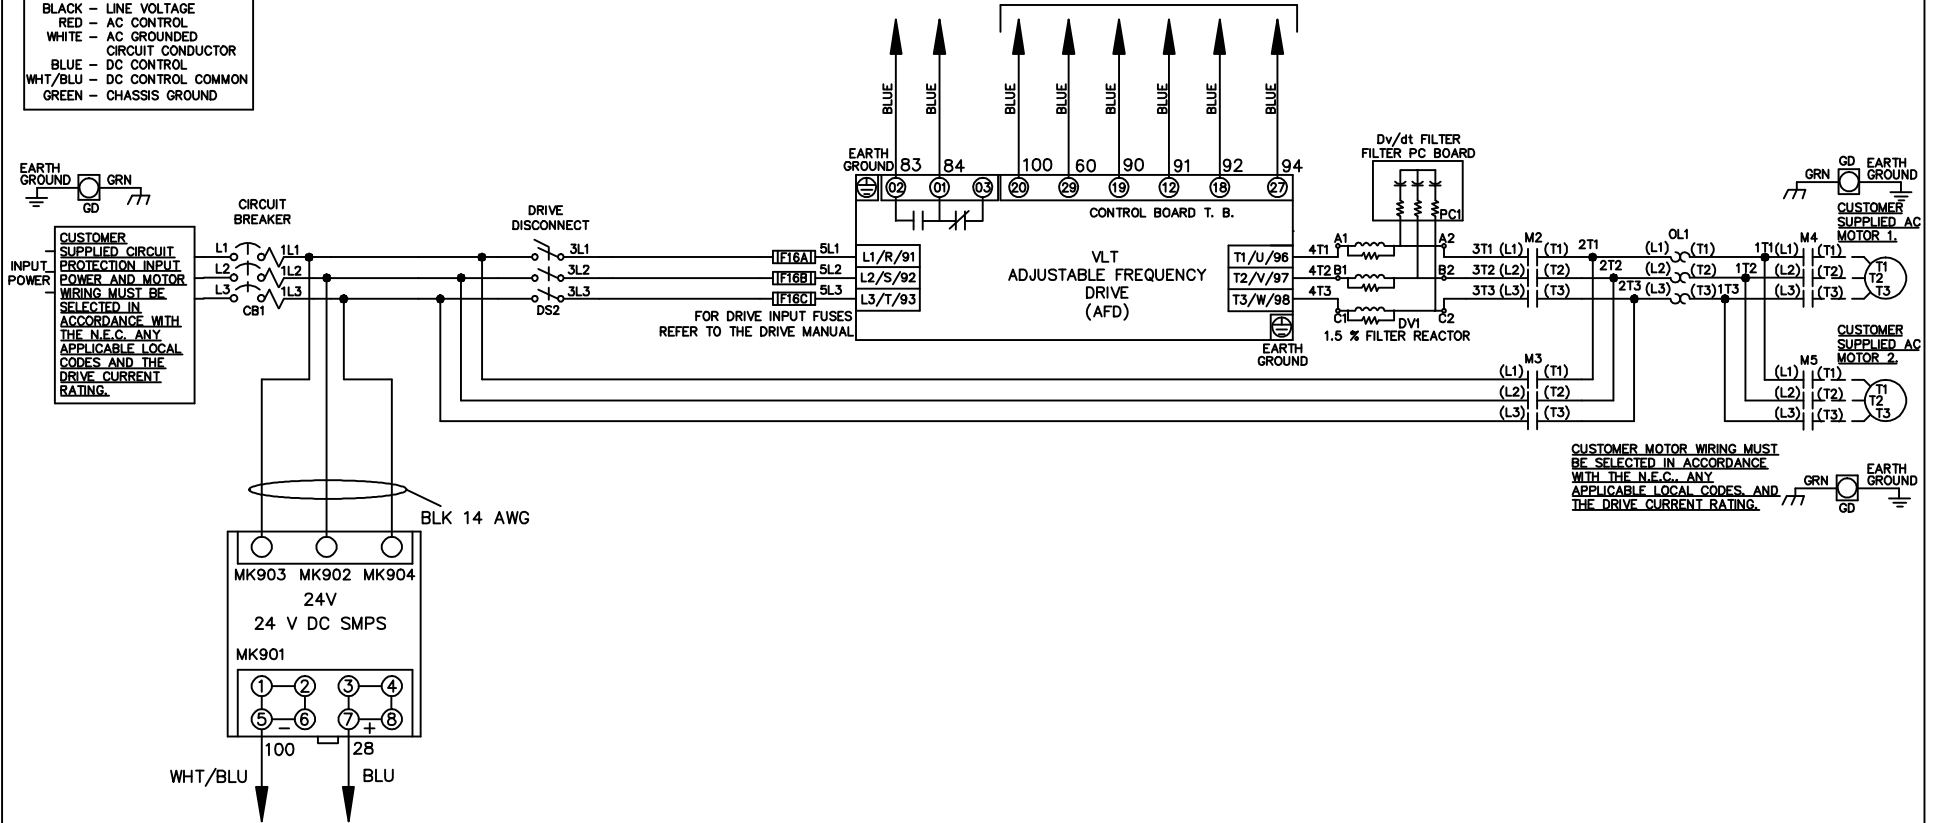 BLACK – LINE VOLTAGE
RED – AC CONTROL
WHITE – AC GROUNDED
CIRCUIT CONDUCTOR
BLUE – DC CONTROL
WHT/BLU – DC CONTROL COMMON
GREEN – CHASSIS GROUND
BLUE
BLUE
BLUE
BLUE
BLUE
BLUE
BLUE
BLUE
EARTH
GROUND
GRN
GD
CIRCUIT
BREAKER
DRIVE
DISCONNECT
EARTH
GROUND
83
84
100
60
90
91
92
94
02
01
03
20
29
19
12
18
27
CONTROL BOARD T. B.
Dv/dt FILTER
FILTER PC BOARD
PC1
GD
EARTH
GROUND
GRN
INPUT
POWER
CUSTOMER
SUPPLIED CIRCUIT
PROTECTION INPUT
POWER AND MOTOR
WIRING MUST BE
SELECTED IN
ACCORDANCE WITH
THE N.E.C. ANY
APPLICABLE LOCAL
CODES AND THE
DRIVE CURRENT
RATING.
L1
L2
L3
1L1
1L2
1L3
CB1
3L1
3L2
3L3
DS2
F16A
F16B
F16C
5L1
5L2
5L3
L1/R/91
L2/S/92
L3/T/93
FOR DRIVE INPUT FUSES
REFER TO THE DRIVE MANUAL
VLT
ADJUSTABLE FREQUENCY
DRIVE
(AFD)
T1/U/96
T2/V/97
T3/W/98
EARTH
GROUND
4T1
4T2
4T3
A1
B1
C1
A2
B2
C2
DV1
1.5 % FILTER REACTOR
3T1 (L1)
3T2 (L2)
3T3 (L3)
M2
(T1)
(T2)
(T3)
2T1
2T2
2T3
OL1
(L1)
(L2)
(L3)
(T1)
(T2)
(T3)
1T1
1T2
1T3
M4
(L1)
(L2)
(L3)
(T1)
(T2)
(T3)
CUSTOMER
SUPPLIED AC
MOTOR 1.
T1
T2
T3
M3
(L1)
(L2)
(L3)
(T1)
(T2)
(T3)
M5
(L1)
(L2)
(L3)
(T1)
(T2)
(T3)
CUSTOMER
SUPPLIED AC
MOTOR 2.
T1
T2
T3
CUSTOMER MOTOR WIRING MUST
BE SELECTED IN ACCORDANCE
WITH THE N.E.C., ANY
APPLICABLE LOCAL CODES, AND
THE DRIVE CURRENT RATING.
GRN
EARTH
GROUND
GD
BLK 14 AWG
MK903 MK902 MK904
24V
24 V DC SMPS
MK901
1 2 3 4
5 – 6 7 + 8
100
28
WHT/BLU
BLU